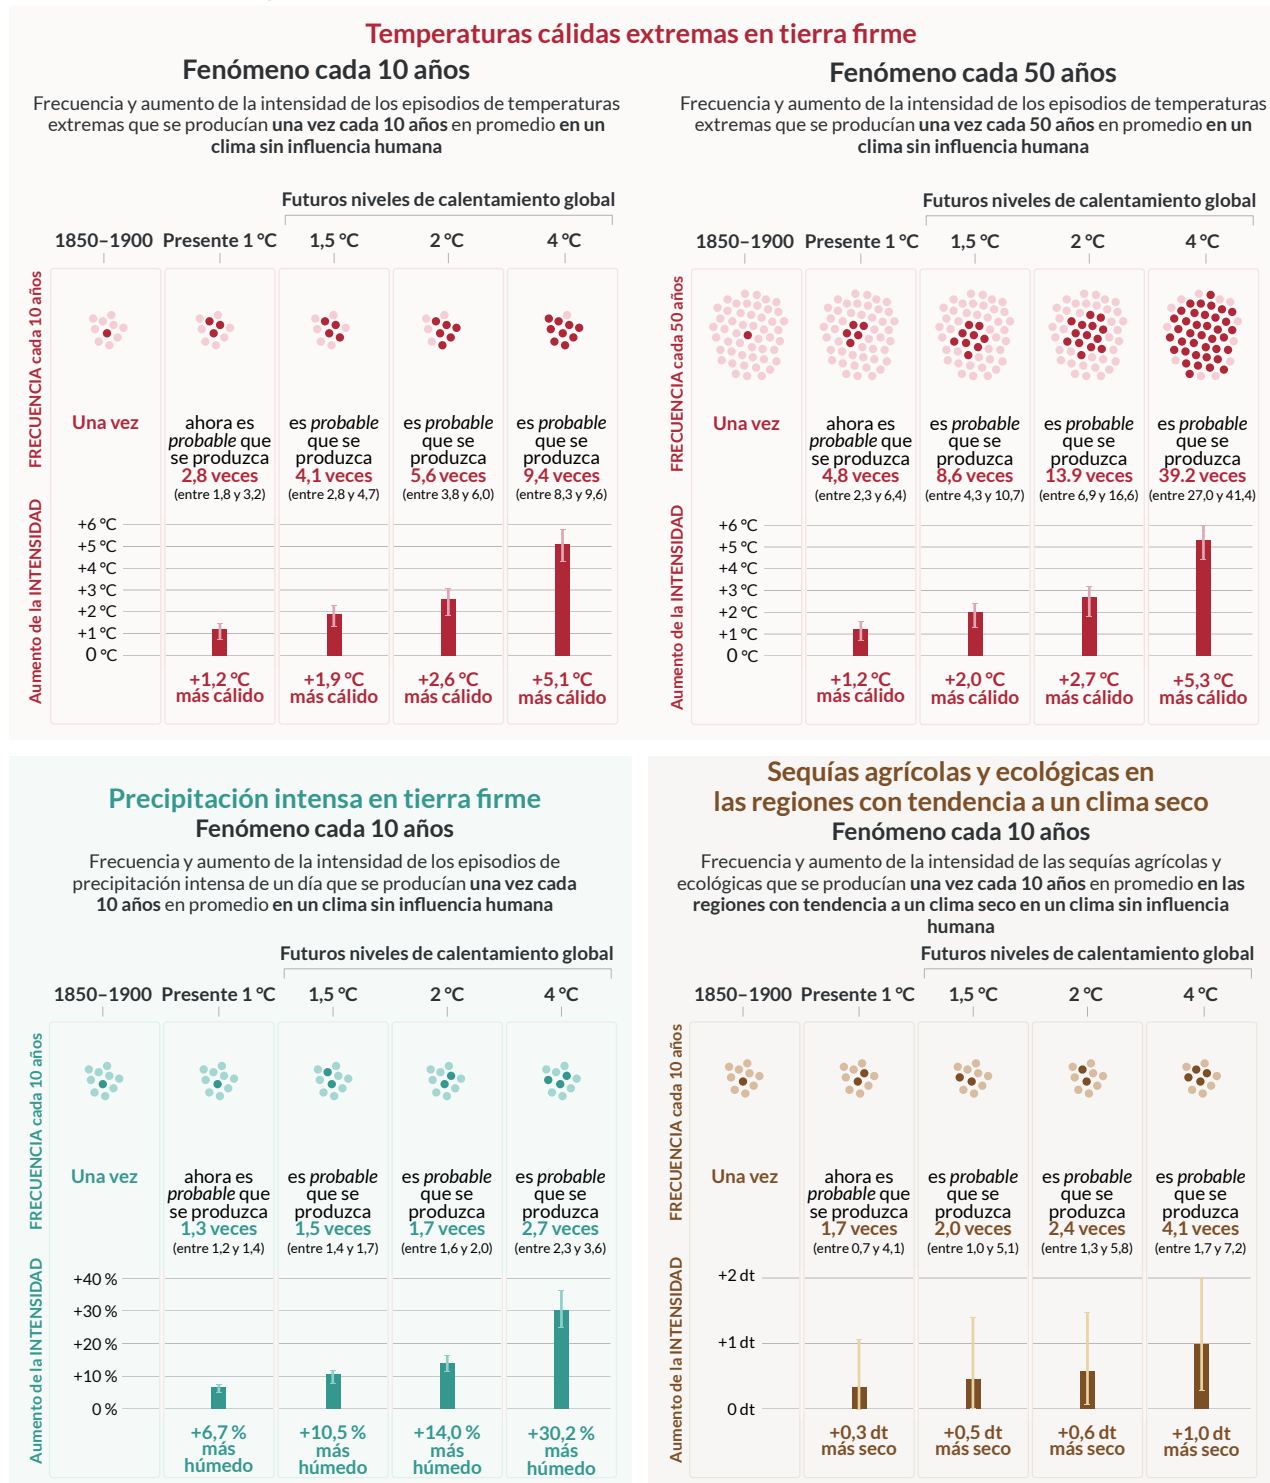 Temperaturas cálidas extremas en tierra firme
Fenómeno cada 10 años
Frecuencia y aumento de la intensidad de los episodios de temperaturas
extremas que se producían una vez cada 10 años en promedio en un
clima sin influencia humana
Futuros niveles de calentamiento global
1850–1900 Presente 1 °C 1,5 °C 2 °C 4 °C
FRECUENCIA cada 10 años
Una vez
ahora es
probable que
se produzca
2,8 veces
(entre 1,8 y 3,2)
es probable
que se
produzca
4,1 veces
(entre 2,8 y 4,7)
es probable
que se
produzca
5,6 veces
(entre 3,8 y 6,0)
es probable
que se
produzca
9,4 veces
(entre 8,3 y 9,6)
Aumento de la INTENSIDAD
+6 °C
+5 °C
+4 °C
+3 °C
+2 °C
+1 °C
0 °C
+1,2 °C
más cálido
+1,9 °C
más cálido
+2,6 °C
más cálido
+5,1 °C
más cálido
Fenómeno cada 50 años
Frecuencia y aumento de la intensidad de los episodios de temperaturas
extremas que se producían una vez cada 50 años en promedio en un
clima sin influencia humana
Futuros niveles de calentamiento global
1850–1900 Presente 1 °C 1,5 °C 2 °C 4 °C
FRECUENCIA cada 50 años
Una vez
ahora es
probable que
se produzca
4,8 veces
(entre 2,3 y 6,4)
es probable
que se
produzca
8,6 veces
(entre 4,3 y 10,7)
es probable
que se
produzca
13.9 veces
(entre 6,9 y 16,6)
es probable
que se
produzca
39.2 veces
(entre 27,0 y 41,4)
Aumento de la INTENSIDAD
+6 °C
+5 °C
+4 °C
+3 °C
+2 °C
+1 °C
0 °C
+1,2 °C
más cálido
+2,0 °C
más cálido
+2,7 °C
más cálido
+5,3 °C
más cálido
Precipitación intensa en tierra firme
Fenómeno cada 10 años
Frecuencia y aumento de la intensidad de los episodios de
precipitación intensa de un día que se producían una vez cada
10 años en promedio en un clima sin influencia humana
Futuros niveles de calentamiento global
1850–1900 Presente 1 °C 1,5 °C 2 °C 4 °C
FRECUENCIA cada 10 años
Una vez
ahora es
probable que
se produzca
1,3 veces
(entre 1,2 y 1,4)
es probable
que se
produzca
1,5 veces
(entre 1,4 y 1,7)
es probable
que se
produzca
1,7 veces
(entre 1,6 y 2,0)
es probable
que se
produzca
2,7 veces
(entre 2,3 y 3,6)
Aumento de la INTENSIDAD
+40 %
+30 %
+20 %
+10 %
0 %
+6,7 %
más
húmedo
+10,5 %
más
húmedo
+14,0 %
más
húmedo
+30,2 %
más
húmedo
Sequías agrícolas y ecológicas en
las regiones con tendencia a un clima seco
Fenómeno cada 10 años
Frecuencia y aumento de la intensidad de las sequías agrícolas y
ecológicas que se producían una vez cada 10 años en promedio en las
regiones con tendencia a un clima seco en un clima sin influencia
humana
Futuros niveles de calentamiento global
1850–1900 Presente 1 °C 1,5 °C 2 °C 4 °C
FRECUENCIA cada 10 años
Una vez
ahora es
probable que
se produzca
1,7 veces
(entre 0,7 y 4,1)
es probable
que se
produzca
2,0 veces
(entre 1,0 y 5,1)
es probable
que se
produzca
2,4 veces
(entre 1,3 y 5,8)
es probable
que se
produzca
4,1 veces
(entre 1,7 y 7,2)
Aumento de la INTENSIDAD
+2 dt
+1 dt
0 dt
+0,3 dt
más seco
+0,5 dt
más seco
+0,6 dt
más seco
+1,0 dt
más seco